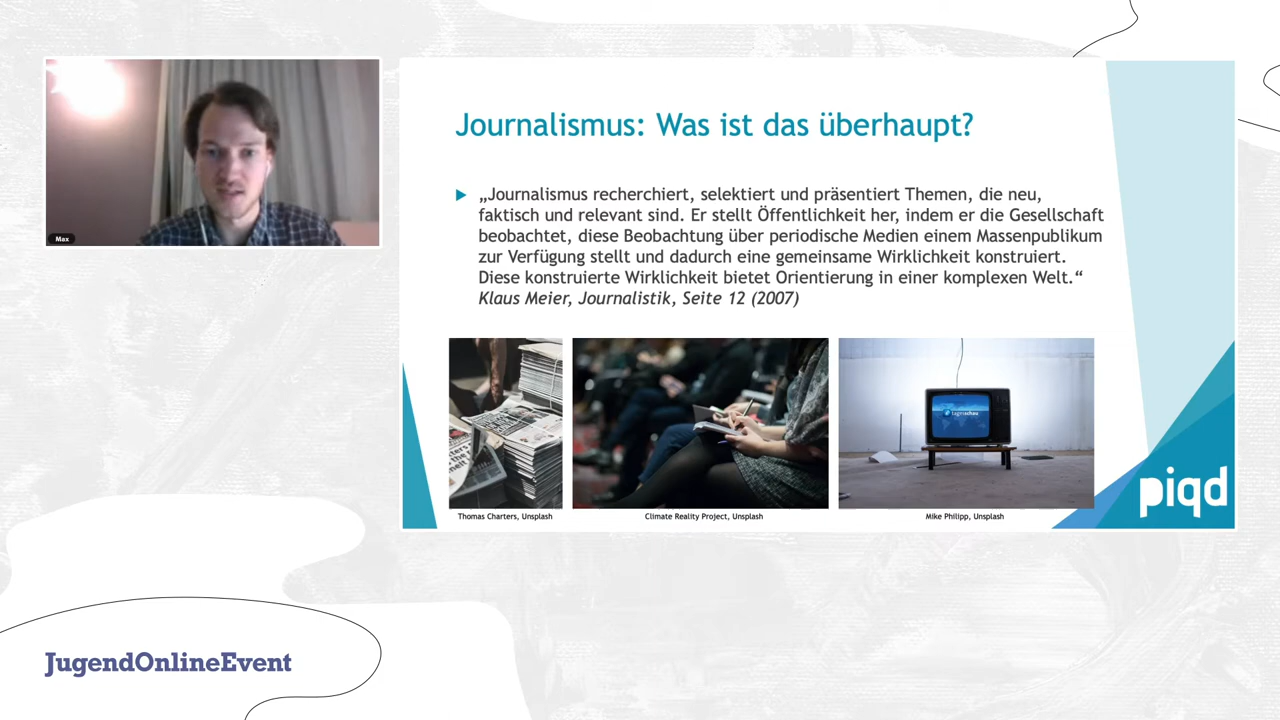 Journalismus: Was ist das überhaupt?
„Journalismus recherchiert, selektiert und präsentiert Themen, die neu,
faktisch und relevant sind. Er stellt Öffentlichkeit her, indem er die Gesellschaft
beobachtet, diese Beobachtung über periodische Medien einem Massenpublikum
zur Verfügung stellt und dadurch eine gemeinsame Wirklichkeit konstruiert.
Diese konstruierte Wirklichkeit bietet Orientierung in einer komplexen Welt.“
Klaus Meier, Journalistik, Seite 12 (2007)
Max
tagesschau
Thomas Charters, Unsplash
Climate Reality Project, Unsplash
Mike Philipp, Unsplash
piqd
JugendOnlineEvent